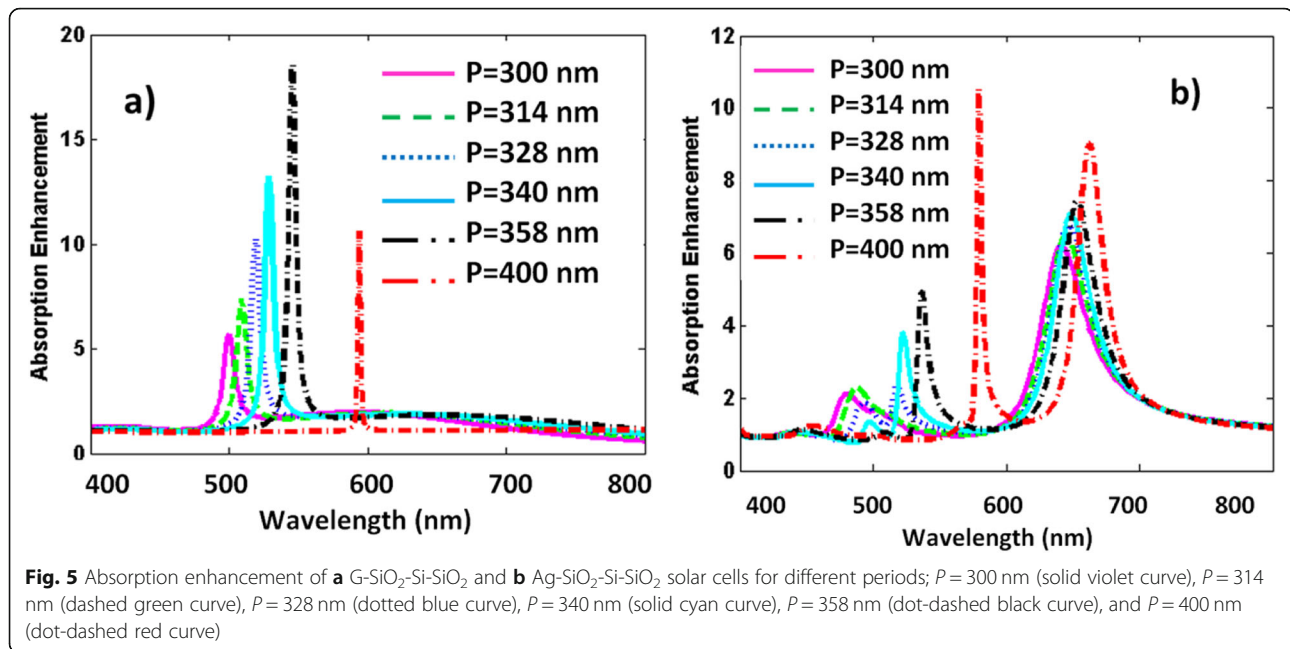 20
15
10
5
0
400
500
600
700
800
Absorption Enhancement
Wavelength (nm)
a)
P=300 nm
P=314 nm
P=328 nm
P=340 nm
P=358 nm
P=400 nm
12
10
8
6
4
2
0
400
500
600
700
800
Absorption Enhancement
Wavelength (nm)
b)
P=300 nm
P=314 nm
P=328 nm
P=340 nm
P=358 nm
P=400 nm
Fig. 5 Absorption enhancement of a G-SiO₂-Si-SiO₂ and b Ag-SiO₂-Si-SiO₂ solar cells for different periods; P = 300 nm (solid violet curve), P = 314
nm (dashed green curve), P = 328 nm (dotted blue curve), P = 340 nm (solid cyan curve), P = 358 nm (dot-dashed black curve), and P = 400 nm
(dot-dashed red curve)